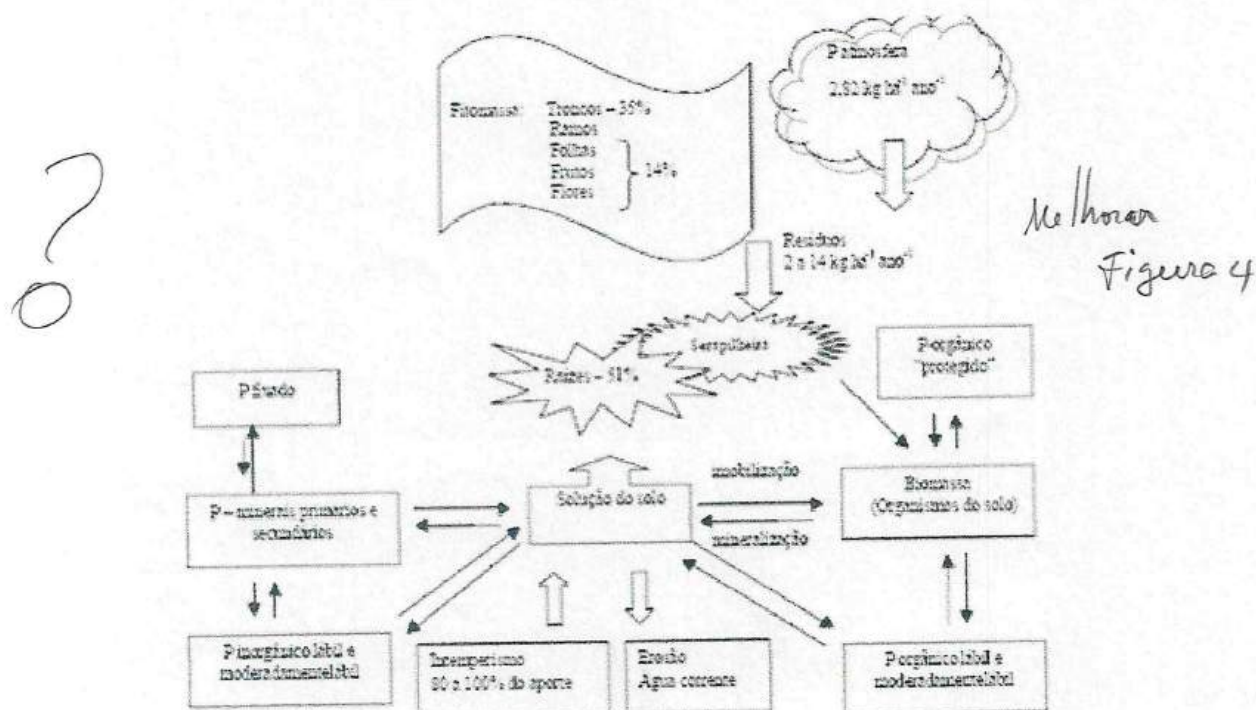 P atmosfera
2.82 kg ha⁻¹ ano⁻¹
Fitomassa: Troncos – 35%
Ramos
Folhas
Frutos
Flores
14%
?
Melhorar
Figura 4
Resíduos
2 a 14 kg ha⁻¹ ano⁻¹
Serapilheira
Raízes – 51%
P-orgânico
"protegido"
P fixado
imobilização
Solução do solo
Biomassa
(Organismos do solo)
P – minerais primários e
secundários
mineralização
P inorgânico lábil e
moderadamente lábil
Intemperismo
80 a 100% do aporte
Erosão
Agua corrente
P orgânico lábil e
moderadamente lábil